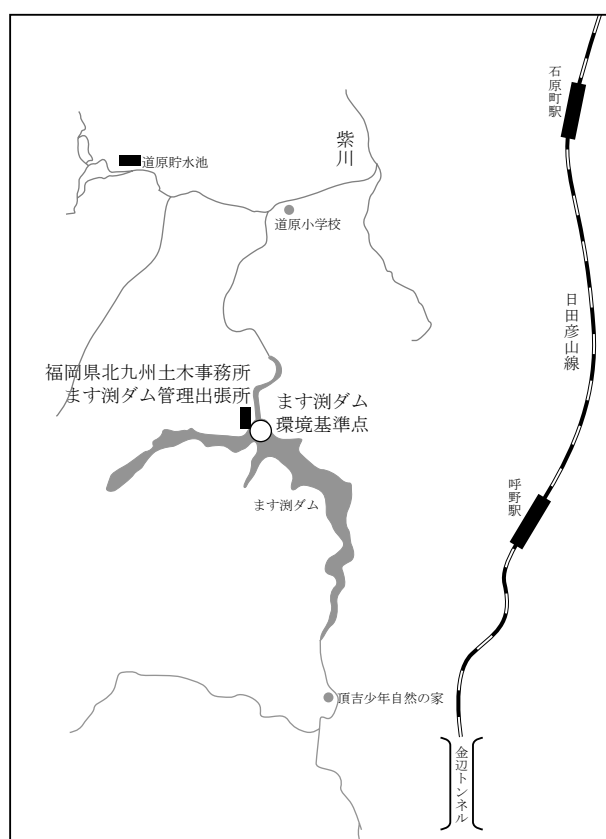 石原町駅
紫川
道原貯水池
道原小学校
日田彦山線
福岡県北九州土木事務所
ます渕ダム管理出張所
ます渕ダム
環境基準点
呼野駅
ます渕ダム
頂吉少年自然の家
金辺トンネル